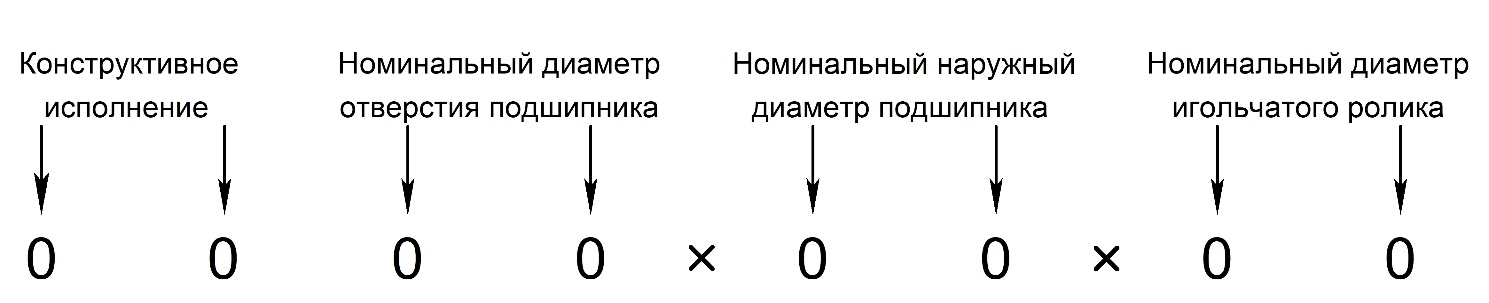 Конструктивное исполнение
Номинальный диаметр отверстия подшипника
Номинальный наружный диаметр подшипника
Номинальный диаметр игольчатого ролика
0 0 0 0 × 0 0 × 0 0